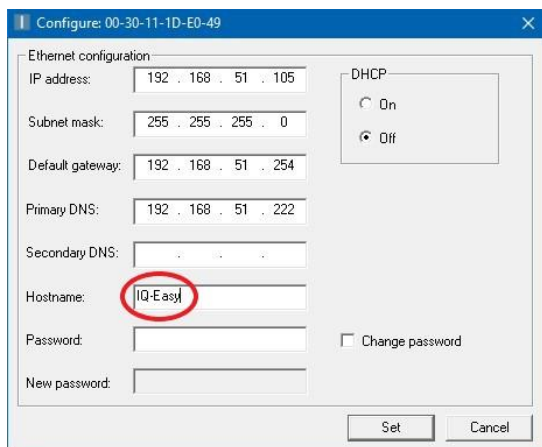 Configure: 00-30-11-1D-E0-49
Ethernet configuration
IP address: 192 . 168 . 51 . 105
DHCP
On
Off
Subnet mask: 255 . 255 . 255 . 0
Default gateway: 192 . 168 . 51 . 254
Primary DNS: 192 . 168 . 51 . 222
Secondary DNS: . . .
Hostname: IQ-Easy
Password:
Change password
New password:
Set
Cancel